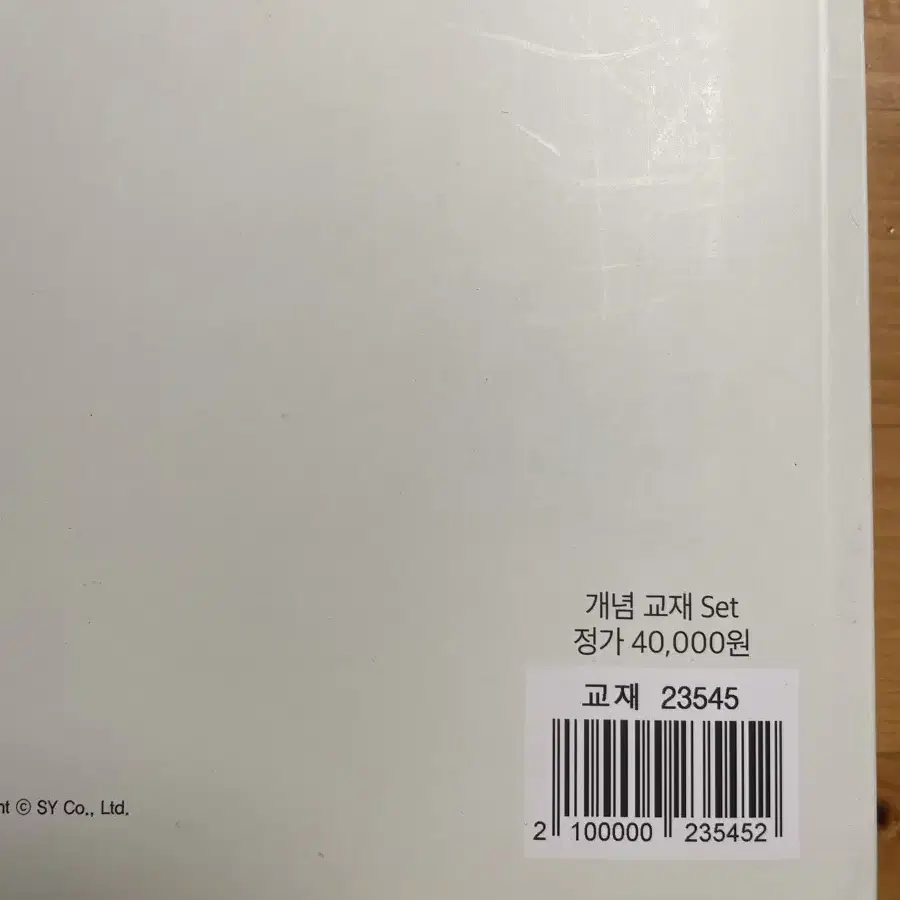 개념 교재 Set
정가 40,000원
교재 23545
2 100000 235452
© SY Co., Ltd.